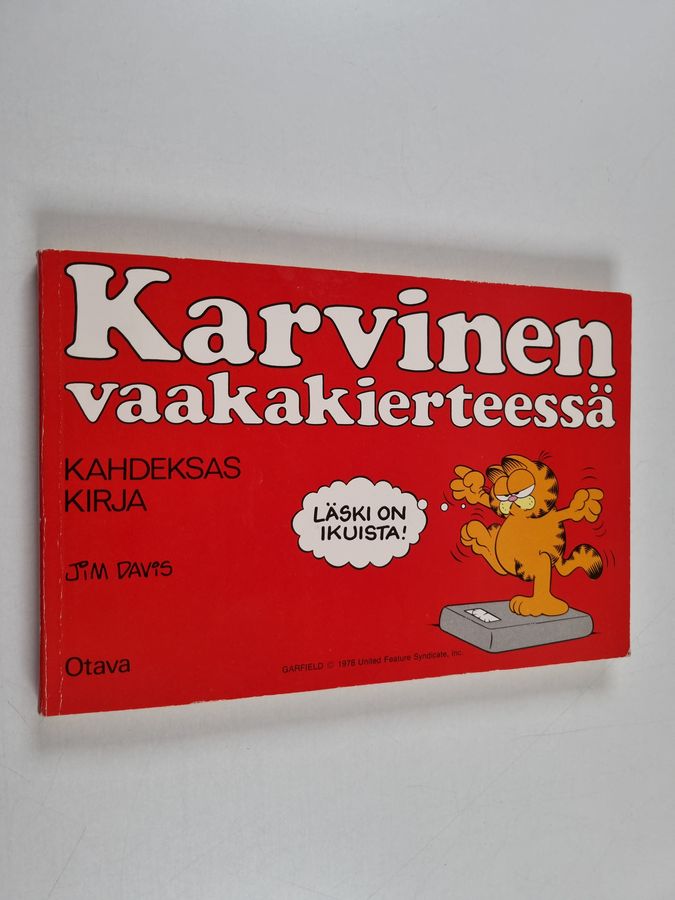 Karvinen
vaakakierteessä
KAHDEKSAS
KIRJA
LÄSKI ON
IKUISTA!
JIM DAVIS
Otava
GARFIELD © 1978 United Feature Syndicate, Inc.